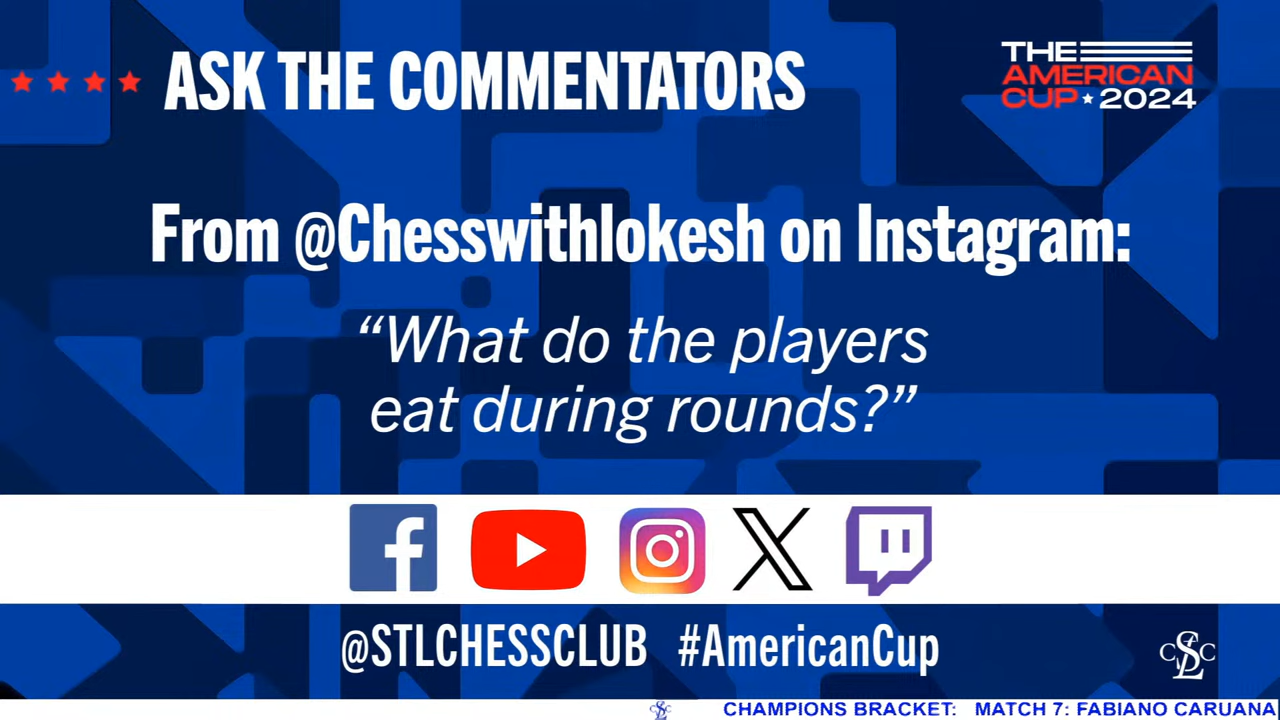 ASK THE COMMENTATORS
THE
AMERICAN
CUP 2024
From @Chesswithlokesh on Instagram:
“What do the players
eat during rounds?”
@STLCHESSCLUB #AmericanCup
CHAMPIONS BRACKET: MATCH 7: FABIANO CARUANA